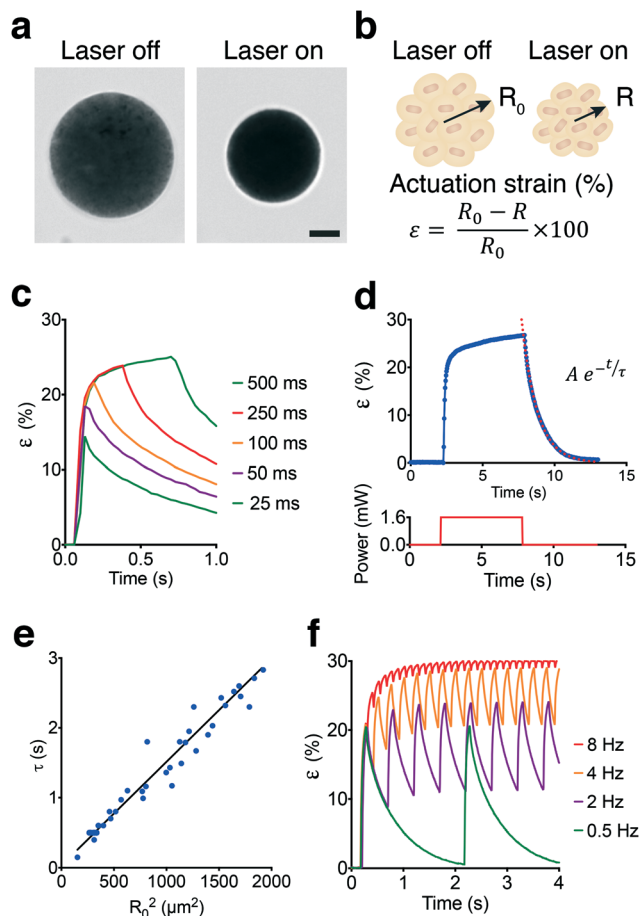 a
Laser off
Laser on
b
Laser off
Laser on
R0
R
Actuation strain (%)
ε = R0 − R / R0 ×100
c
30
20
10
0
ε (%)
0.0
0.5
1.0
Time (s)
500 ms
250 ms
100 ms
50 ms
25 ms
d
30
20
10
0
ε (%)
A e^−t/τ
0
5
10
15
Time (s)
Power (mW)
1.6
0.0
0
5
10
15
Time (s)
e
3
2
1
0
τ (s)
0
500
1000
1500
2000
R0² (µm²)
f
30
20
10
0
ε (%)
0
1
2
3
4
Time (s)
8 Hz
4 Hz
2 Hz
0.5 Hz